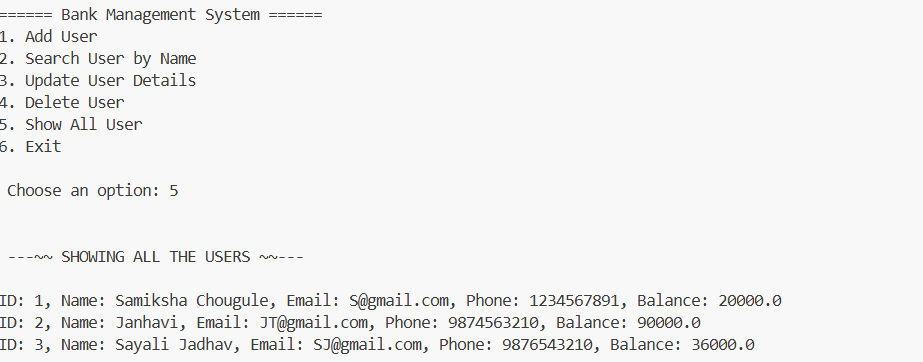 ====== Bank Management System ======
1. Add User
2. Search User by Name
3. Update User Details
4. Delete User
5. Show All User
6. Exit
Choose an option: 5
---~~ SHOWING ALL THE USERS ~~---
ID: 1, Name: Samiksha Chougule, Email: S@gmail.com, Phone: 1234567891, Balance: 20000.0
ID: 2, Name: Janhavi, Email: JT@gmail.com, Phone: 9874563210, Balance: 90000.0
ID: 3, Name: Sayali Jadhav, Email: SJ@gmail.com, Phone: 9876543210, Balance: 36000.0